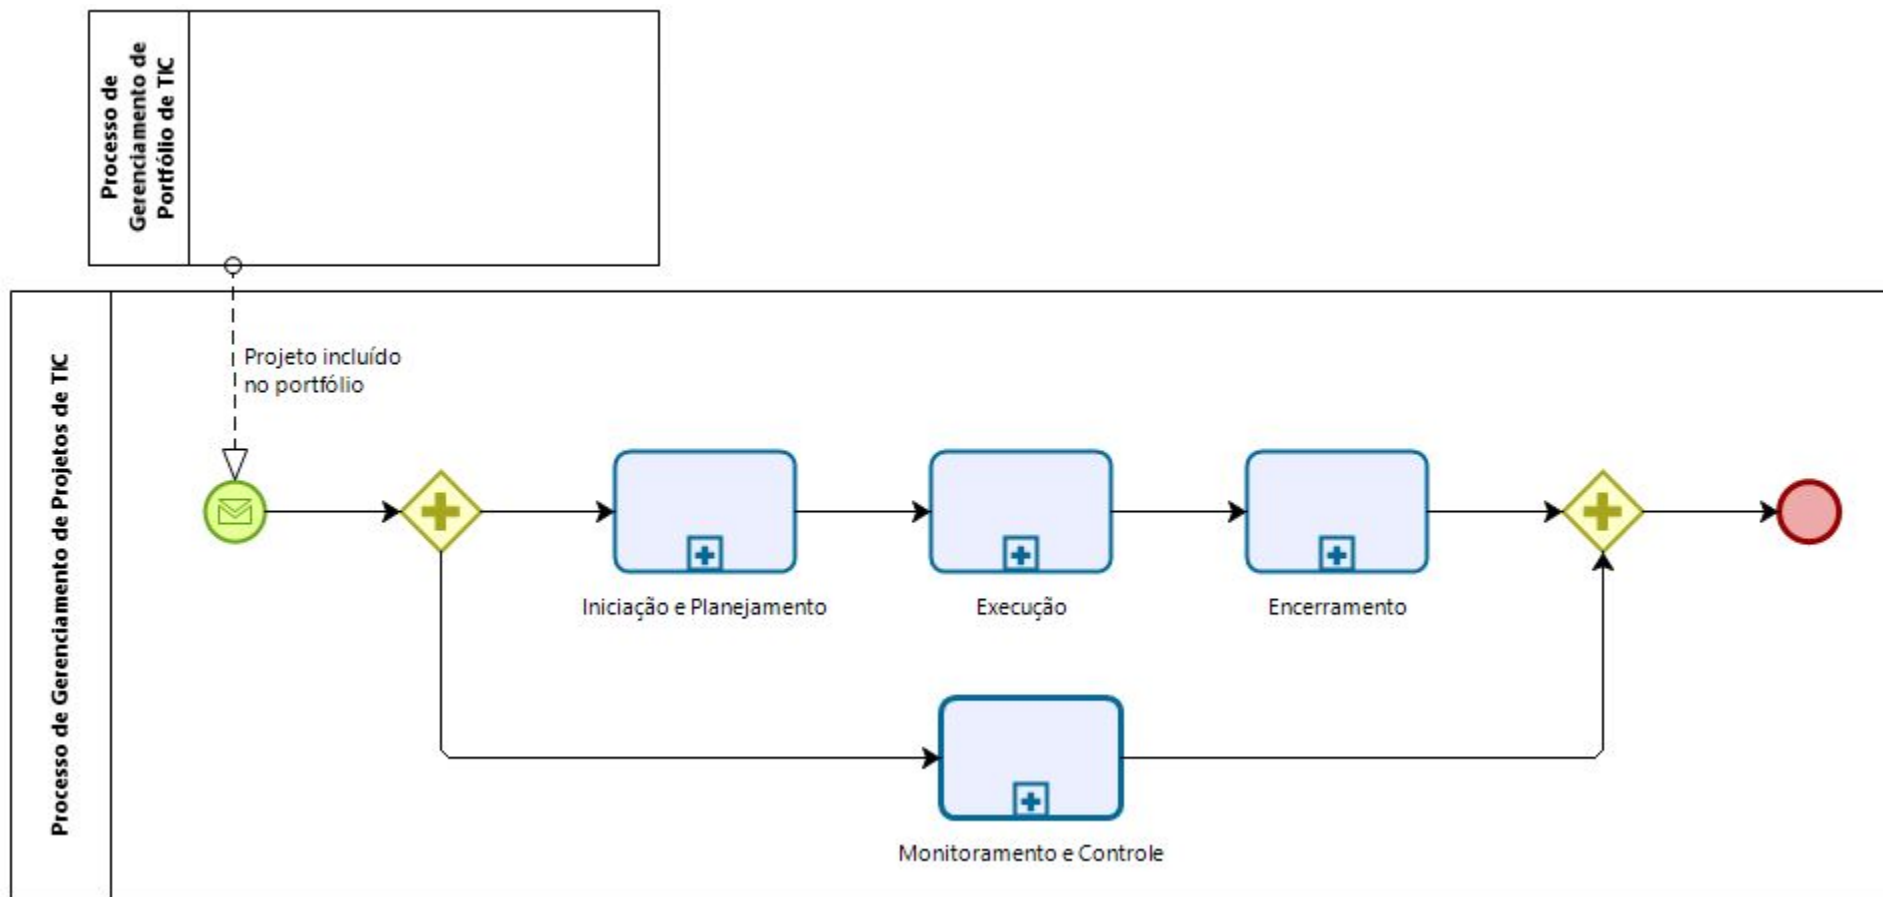 Processo de
Gerenciamento de
Portfólio de TIC
Projeto incluído
no portfólio
Processo de Gerenciamento de Projetos de TIC
Iniciação e Planejamento
Execução
Encerramento
Monitoramento e Controle